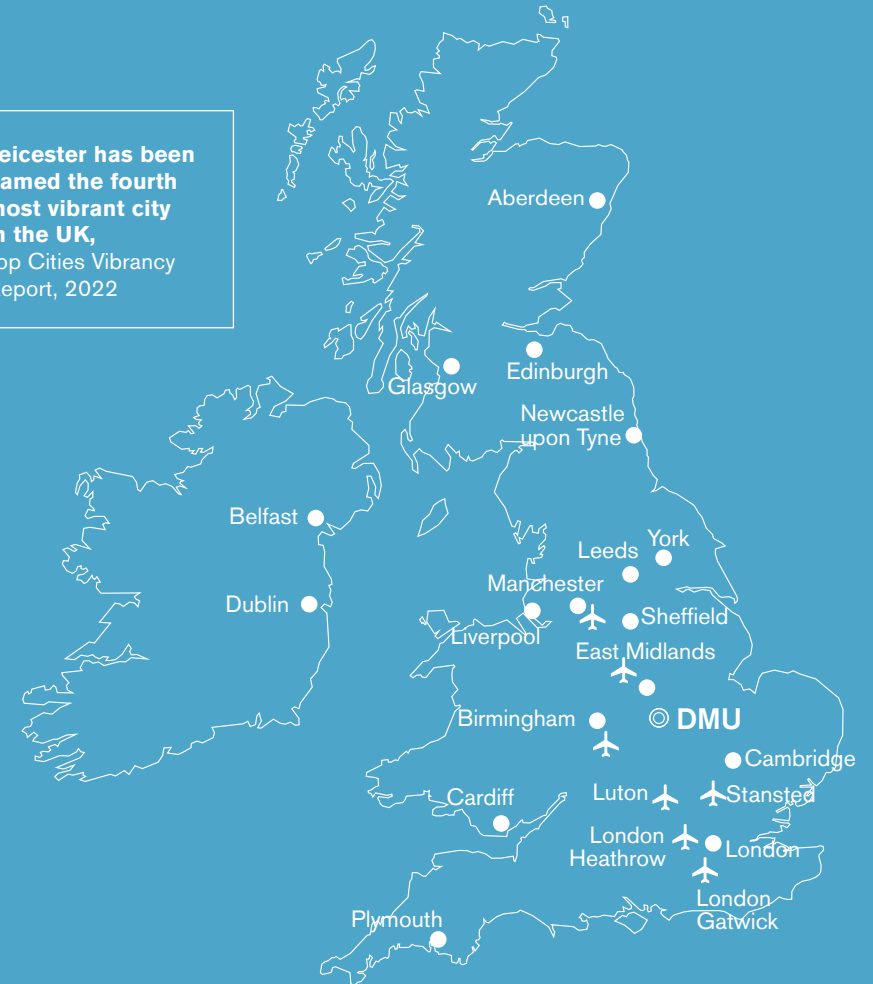 eicester has been
amed the fourth
ost vibrant city
the UK,
op Cities Vibrancy
eport, 2022
Aberdeen
Edinburgh
Glasgow
Newcastle
upon Tyne
Belfast
York
Leeds
Manchester
Dublin
Sheffield
Liverpool
East Midlands
Birmingham
DMU
Cambridge
Luton
Stansted
Cardiff
London
Heathrow
London
London
Gatwick
Plymouth